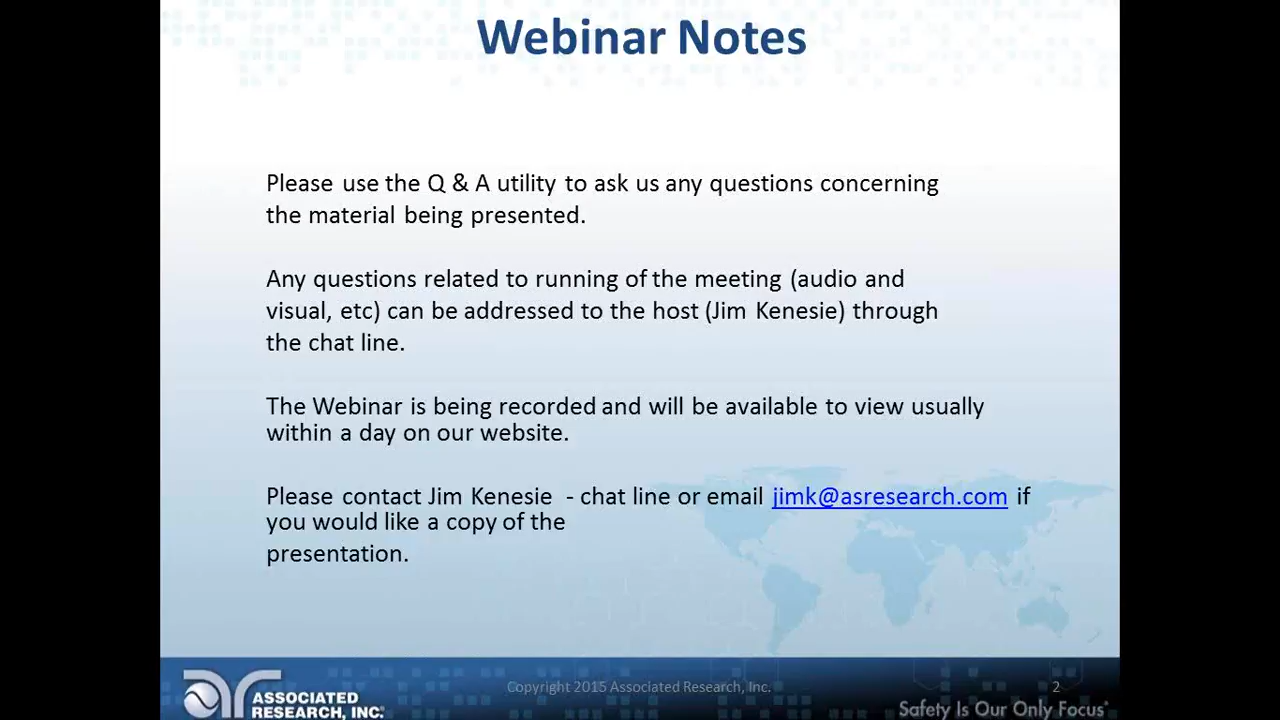 Webinar Notes
Please use the Q & A utility to ask us any questions concerning
the material being presented.
Any questions related to running of the meeting (audio and
visual, etc) can be addressed to the host (Jim Kenesie) through
the chat line.
The Webinar is being recorded and will be available to view usually
within a day on our website.
Please contact Jim Kenesie - chat line or email jimk@asresearch.com if
you would like a copy of the
presentation.
ASSOCIATED
RESEARCH, INC.
Copyright 2015 Associated Research, Inc.
2
Safety Is Our Only Focus